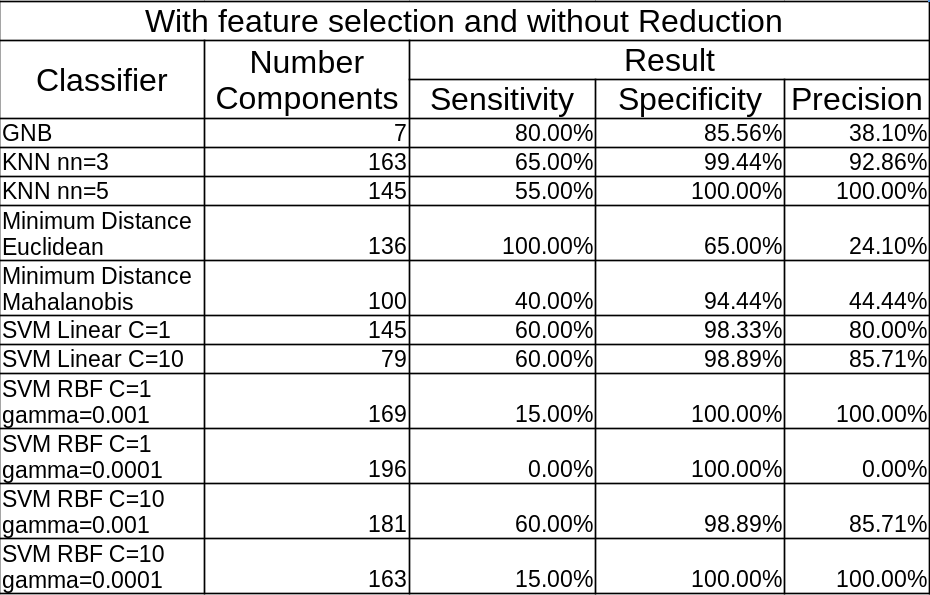 With feature selection and without Reduction
Classifier Number Components Result
Sensitivity Specificity Precision
GNB 7 80.00% 85.56% 38.10%
KNN nn=3 163 65.00% 99.44% 92.86%
KNN nn=5 145 55.00% 100.00% 100.00%
Minimum Distance
Euclidean 136 100.00% 65.00% 24.10%
Minimum Distance
Mahalanobis 100 40.00% 94.44% 44.44%
SVM Linear C=1 145 60.00% 98.33% 80.00%
SVM Linear C=10 79 60.00% 98.89% 85.71%
SVM RBF C=1
gamma=0.001 169 15.00% 100.00% 100.00%
SVM RBF C=1
gamma=0.0001 196 0.00% 100.00% 0.00%
SVM RBF C=10
gamma=0.001 181 60.00% 98.89% 85.71%
SVM RBF C=10
gamma=0.0001 163 15.00% 100.00% 100.00%